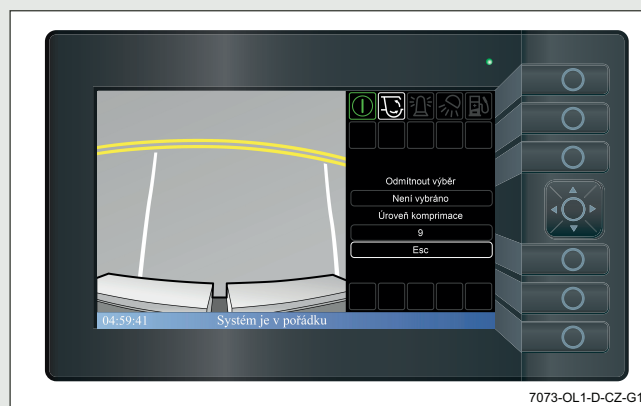 Odmítnout výběr
Není vybráno
Úroveň komprimace
9
Esc
04:59:41 Systém je v pořádku
7073-OL1-D-CZ-G1